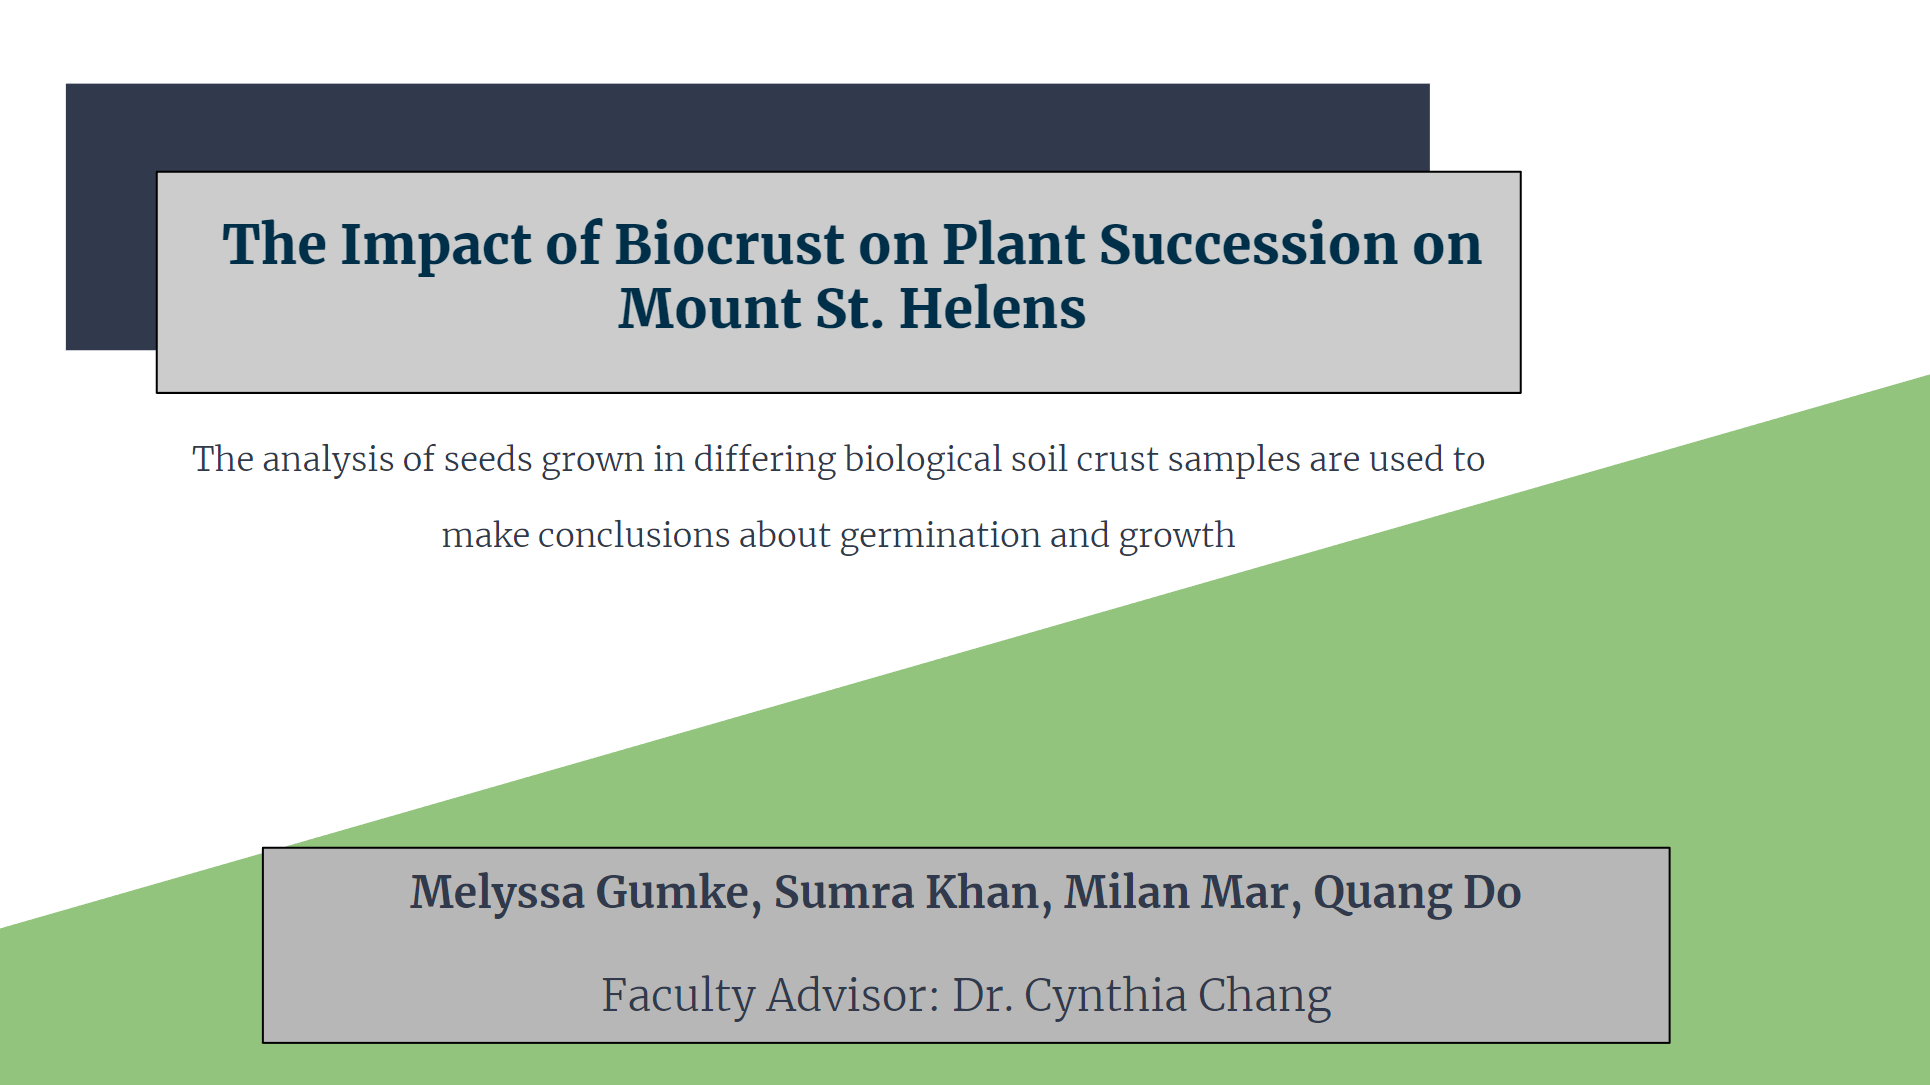 The Impact of Biocrust on Plant Succession on
Mount St. Helens
The analysis of seeds grown in differing biological soil crust samples are used to
make conclusions about germination and growth
Melyssa Gumke, Sumra Khan, Milan Mar, Quang Do
Faculty Advisor: Dr. Cynthia Chang